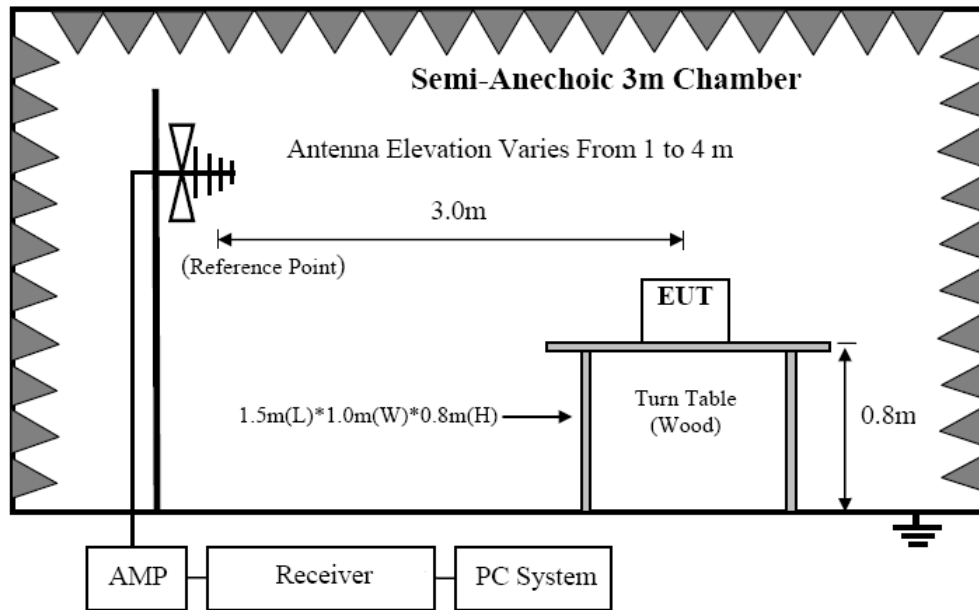 Semi-Anechoic 3m Chamber
Antenna Elevation Varies From 1 to 4 m
3.0m
(Reference Point)
EUT
1.5m(L)*1.0m(W)*0.8m(H)
Turn Table
(Wood)
0.8m
AMP
Receiver
PC System